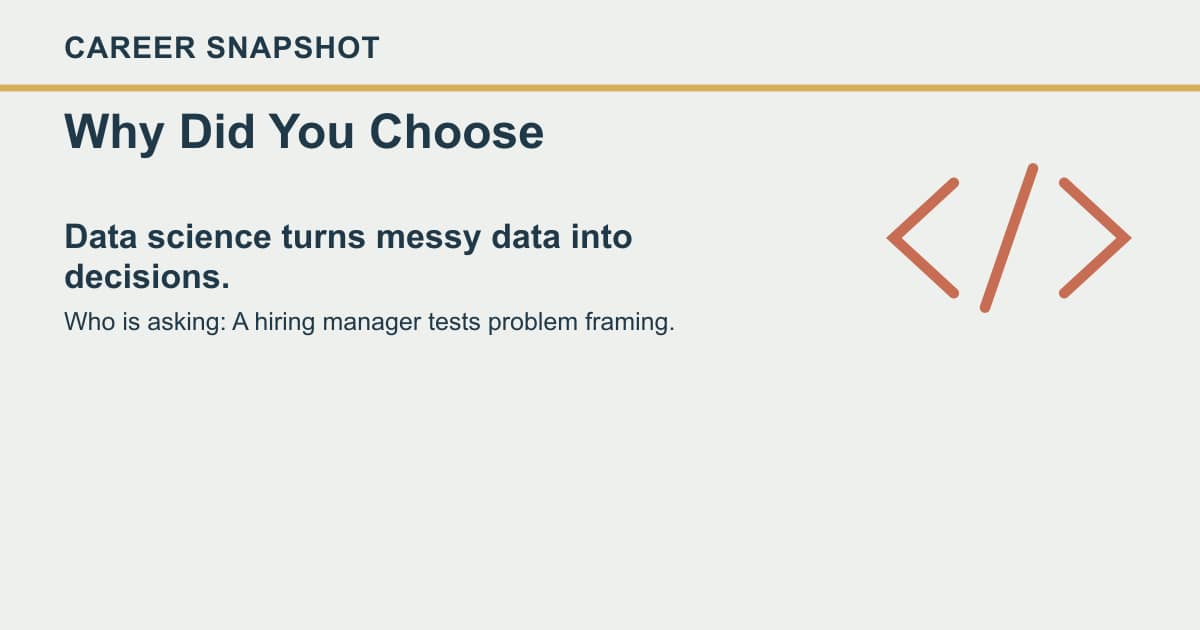 CAREER SNAPSHOT
Why Did You Choose
Data science turns messy data into
decisions.
Who is asking: A hiring manager tests problem framing.